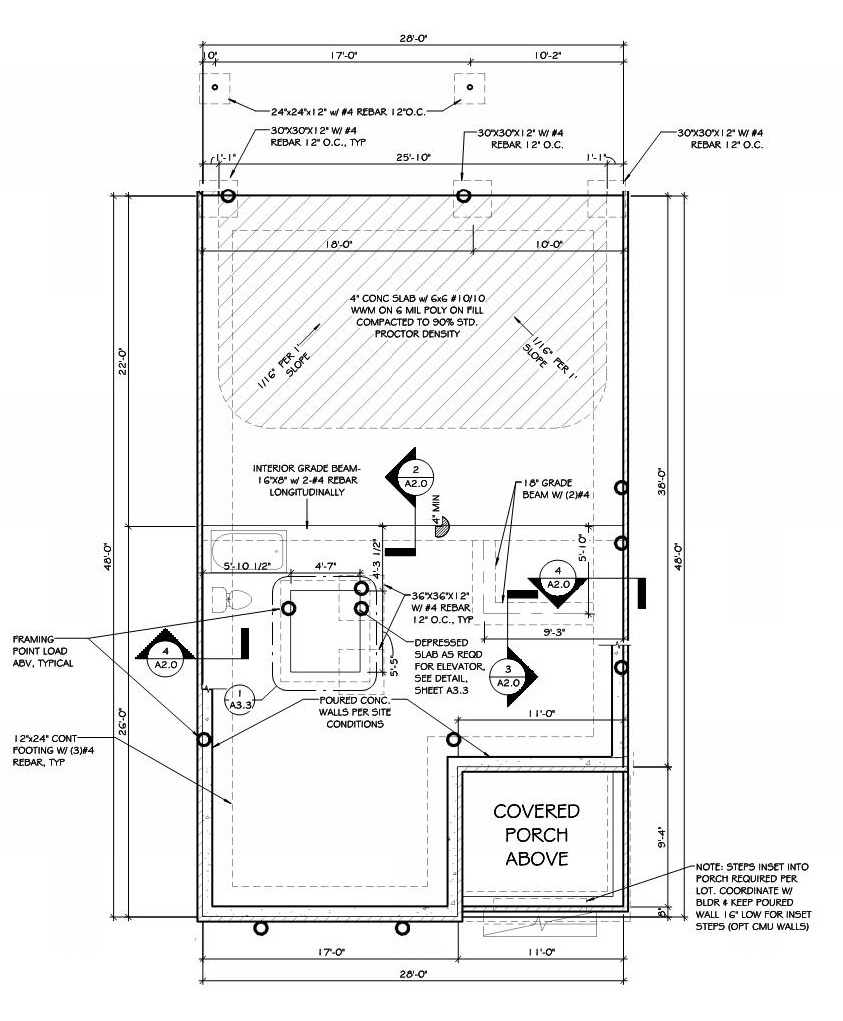 28'-0"
10"
17'-0"
10'-2"
24"x24"x12" w/ #4 REBAR 12"O.C.
30"X30"X12" W/ #4
REBAR 12" O.C., TYP
30"X30"X12" W/ #4
REBAR 12" O.C.
30"X30"X12" W/ #4
REBAR 12" O.C.
1'-1"
25'-10"
1'-1"
18'-0"
10'-0"
4" CONC SLAB w/ 6x6 #10/10
WWM ON 6 MIL POLY ON FILL
COMPACTED TO 90% STD.
PROCTOR DENSITY
1/16" PER 1'
SLOPE
1/16" PER 1'
SLOPE
22'-0"
38'-0"
INTERIOR GRADE BEAM-
16"X8" w/ 2-#4 REBAR
LONGITUDINALLY
2
A2.0
18" GRADE
BEAM W/ (2)#4
4" MIN
48'-0"
48'-0"
5'-10"
4'-3 1/2"
5'-10 1/2"
4'-7"
4
A2.0
36"X36"X12"
W/ #4 REBAR
12" O.C., TYP
9'-3"
FRAMING
POINT LOAD
ABV, TYPICAL
4
A2.0
DEPRESSED
SLAB AS REQD
FOR ELEVATOR,
SEE DETAIL,
SHEET A3.3
5'-5"
3
A2.0
1
A3.3
POURED CONC.
WALLS PER SITE
CONDITIONS
11'-0"
26'-0"
12"x24" CONT
FOOTING W/ (3)#4
REBAR, TYP
COVERED
PORCH
ABOVE
9'-4"
NOTE: STEPS INSET INTO
PORCH REQUIRED PER
LOT. COORDINATE W/
BLDR & KEEP POURED
WALL 16" LOW FOR INSET
STEPS (OPT CMU WALLS)
8"
17'-0"
11'-0"
28'-0"